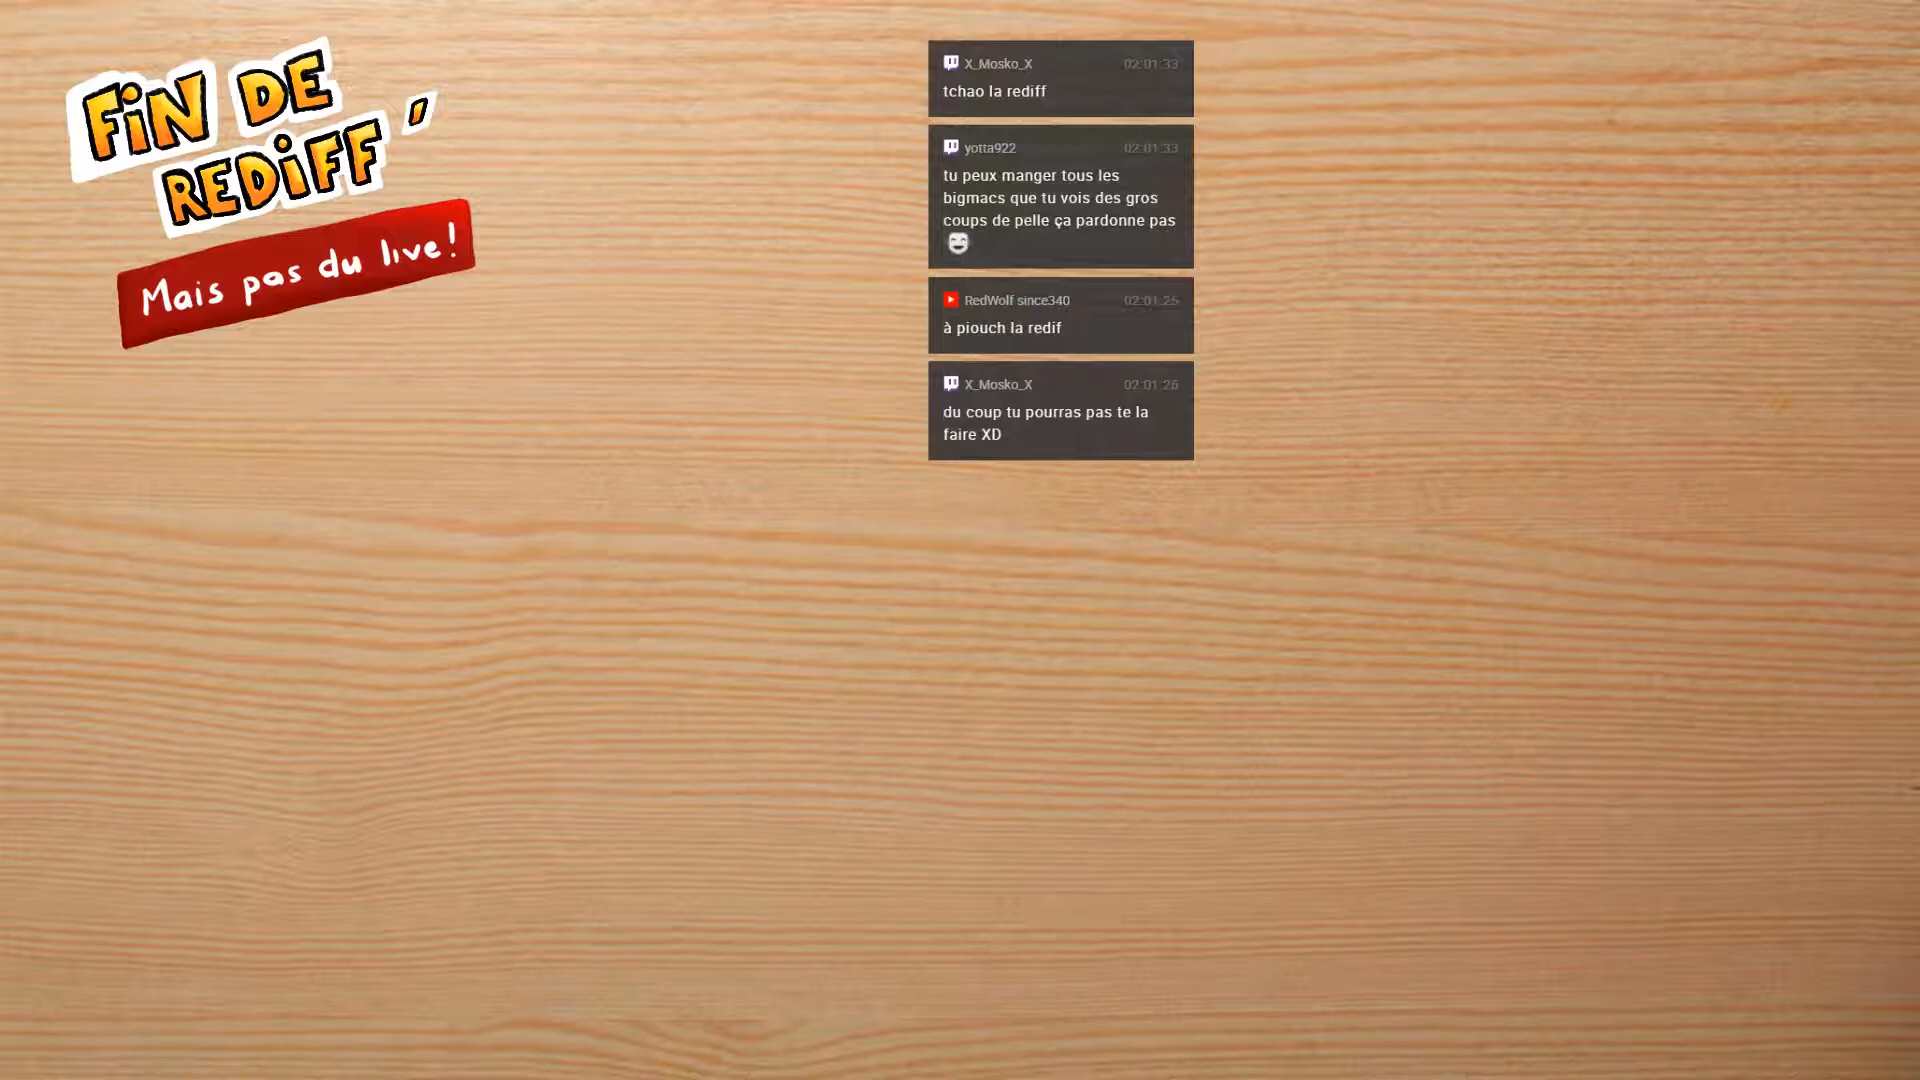 FiN DE
REDiFF ,
Mais pas du live!
X_Mosko_X 02:01:33
tchao la rediff
yotta922 02:01:33
tu peux manger tous les
bigmacs que tu vois des gros
coups de pelle ça pardonne pas
RedWolf since340 02:01:25
à piouch la redif
X_Mosko_X 02:01:26
du coup tu pourras pas te la
faire XD